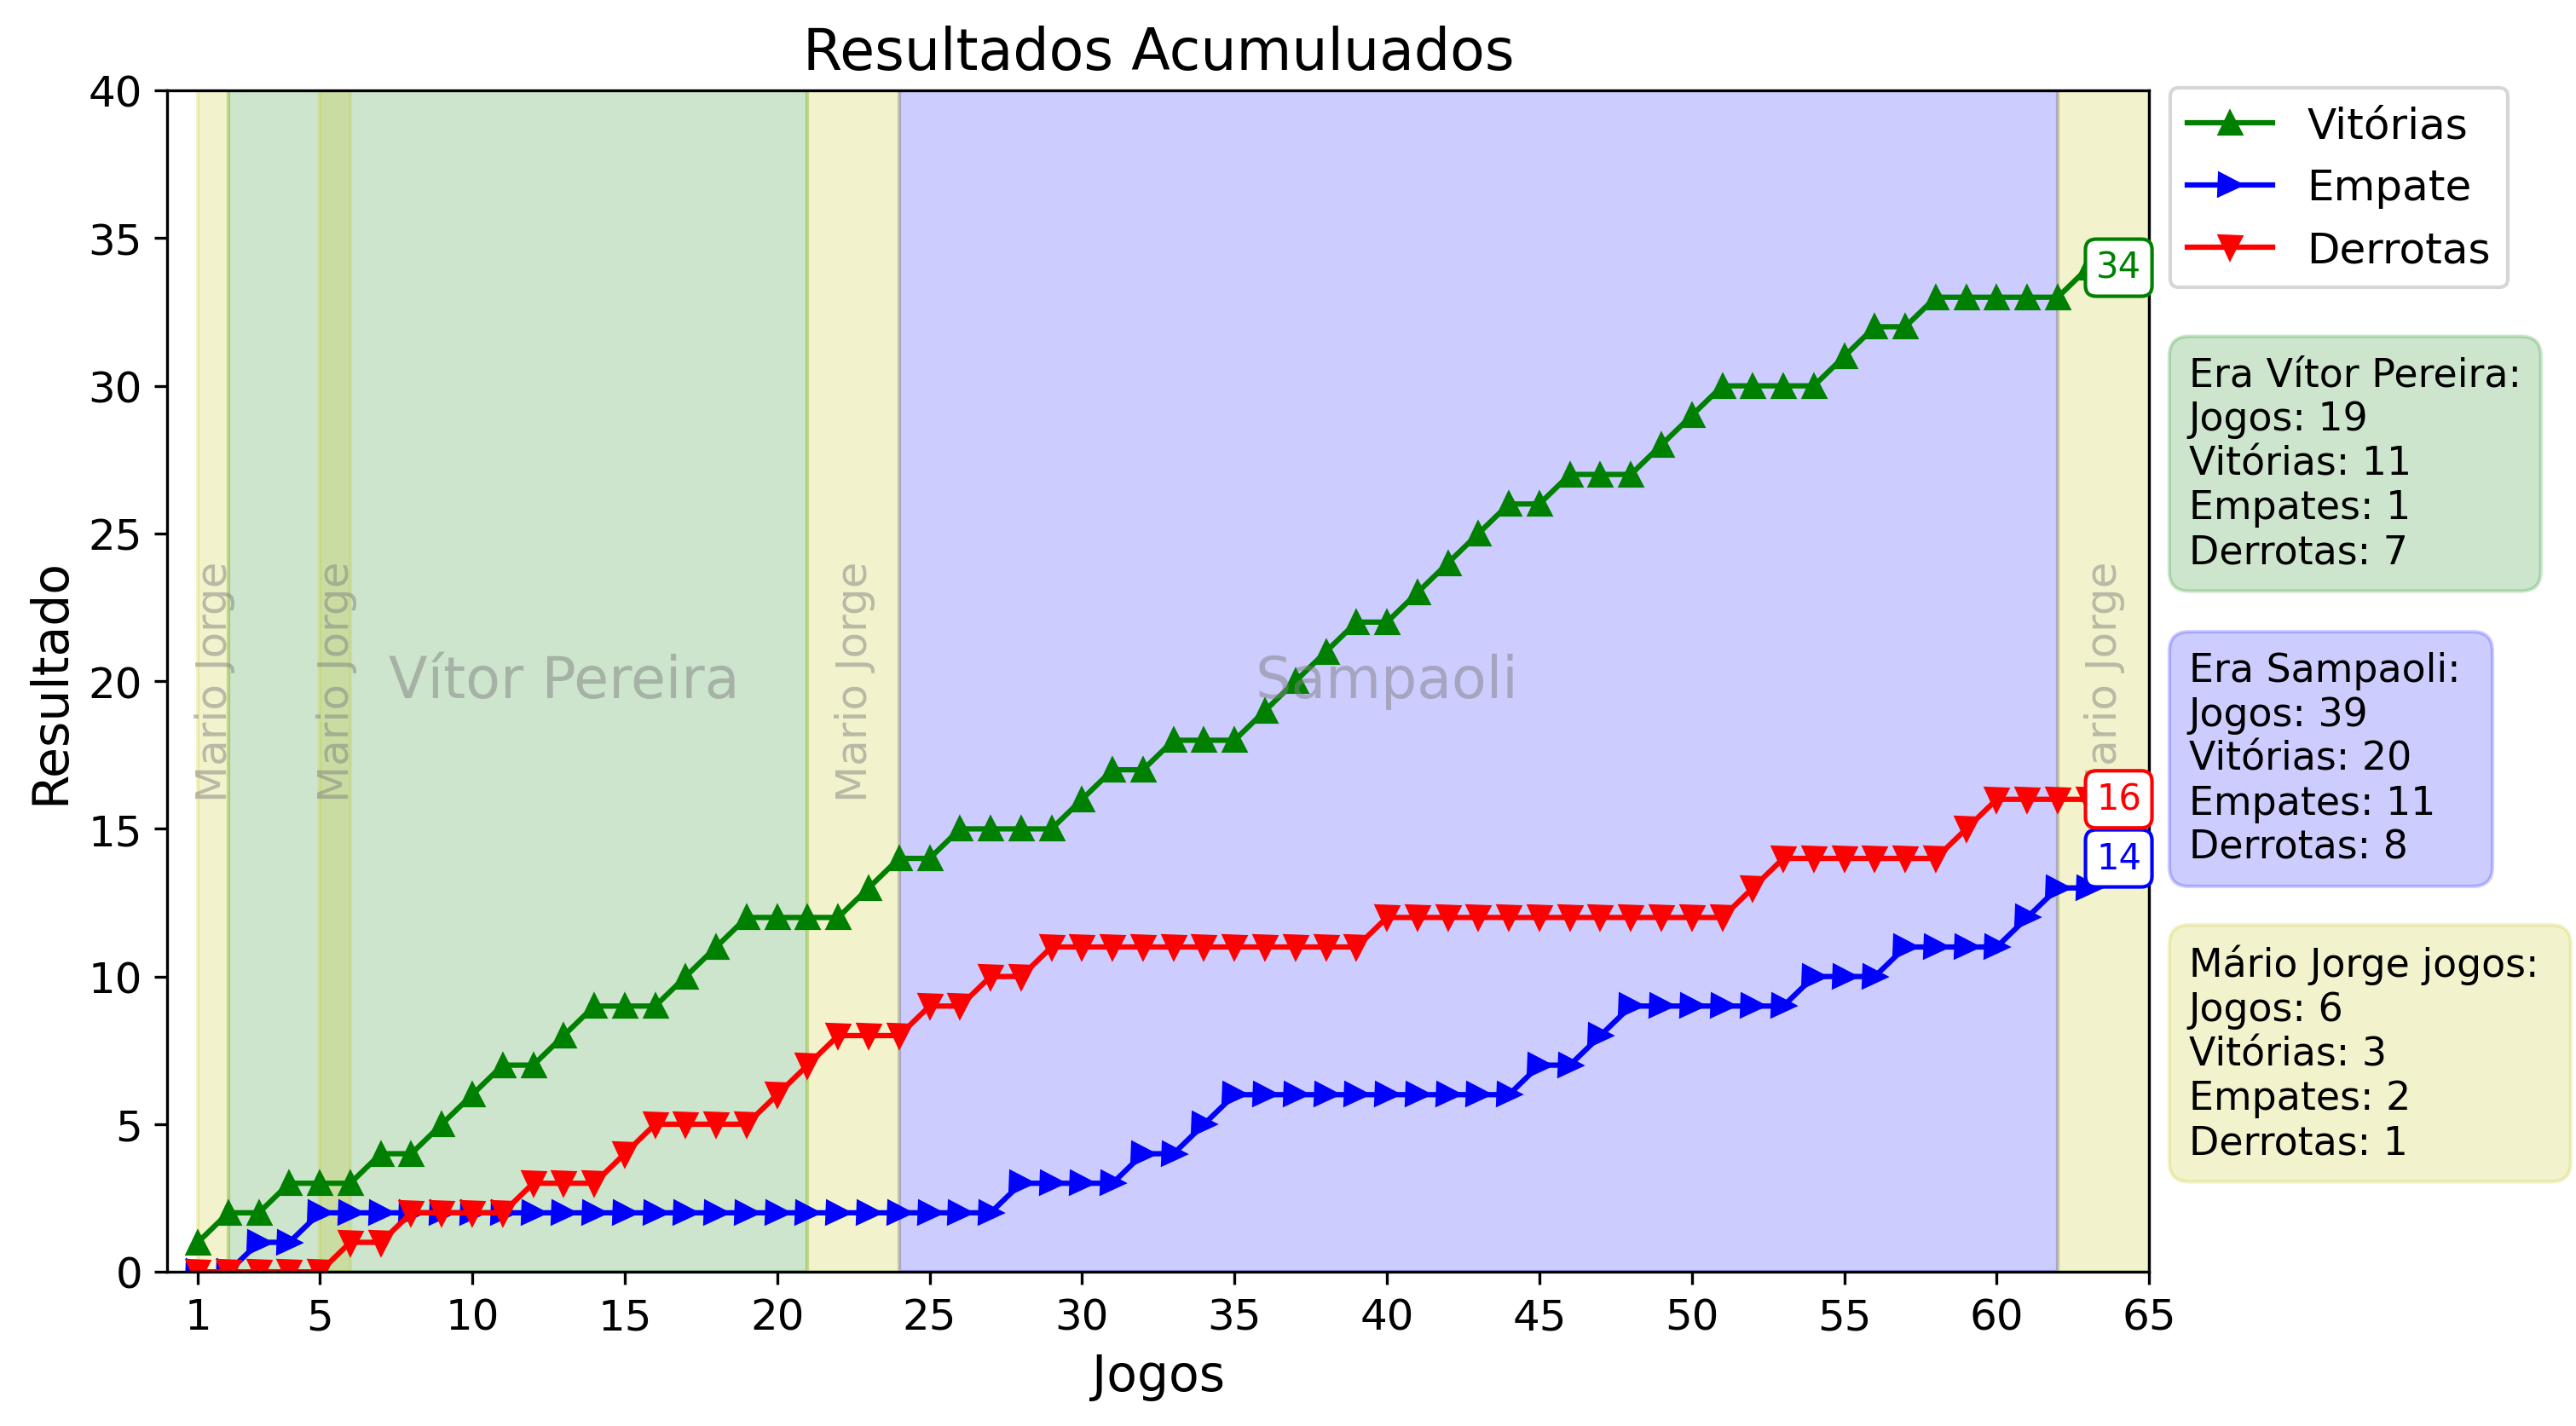 Resultados Acumuluados
Resultado
40
35
30
25
20
15
10
5
0
Mario Jorge
Mario Jorge
Vítor Pereira
Mario Jorge
Sampaoli
ario Jorge
34
16
14
1 5 10 15 20 25 30 35 40 45 50 55 60 65
Jogos
Vitórias
Empate
Derrotas
Era Vítor Pereira:
Jogos: 19
Vitórias: 11
Empates: 1
Derrotas: 7
Era Sampaoli:
Jogos: 39
Vitórias: 20
Empates: 11
Derrotas: 8
Mário Jorge jogos:
Jogos: 6
Vitórias: 3
Empates: 2
Derrotas: 1